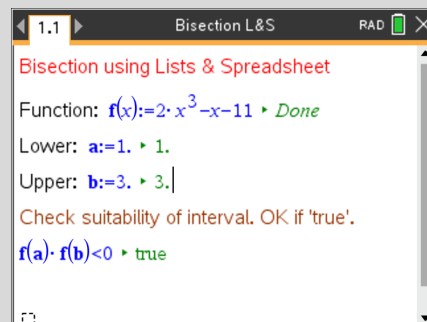 1.1 Bisection L&S RAD
Bisection using Lists & Spreadsheet
Function: f(x):=2·x³−x−11 ▸ Done
Lower: a:=1. ▸ 1.
Upper: b:=3. ▸ 3.
Check suitability of interval. OK if 'true'.
f(a)·f(b)<0 ▸ true